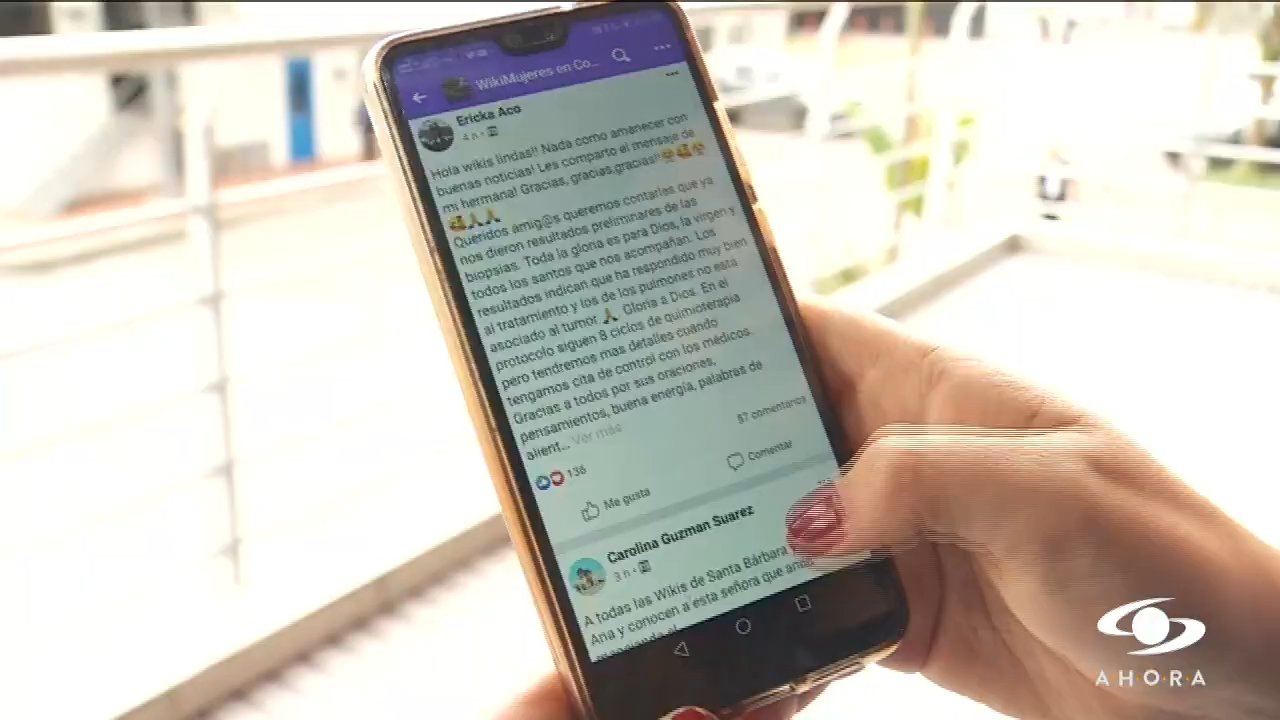 WikiMujeres en Co...
Ericka Aco
4 h
Hola wikis lindas!! Nada como amanecer con
buenas noticias! Les comparto el mensaje de
mi hermana! Gracias, gracias,gracias!!
Queridos amig@s queremos contarles que ya
nos dieron resultados preliminares de las
biopsias. Toda la gloria es para Dios, la virgen y
todos los santos que nos acompañan. Los
resultados indican que ha respondido muy bien
al tratamiento y los de los pulmones no esta
asociado al tumor 🙏 Gloria a Dios. En el
protocolo siguen 8 ciclos de quimioterapia
pero tendremos mas detalles cuando
tengamos cita de control con los médicos.
Gracias a todos por sus oraciones,
pensamientos, buena energía, palabras de
alient... Ver más
136
57 comentarios
Me gusta
Comentar
Carolina Guzman Suarez
3 h
A todas las Wikis de Santa Bárbara
Ana y conocen a esta señora que anda
AHORA